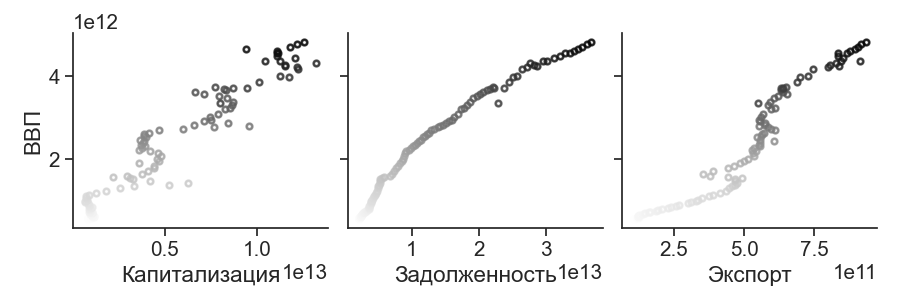 1e12
ВВП
4
2
0.5 1.0
1 2 3
2.5 5.0 7.5
Капитализация 1e13
Задолженность 1e13
Экспорт 1e11